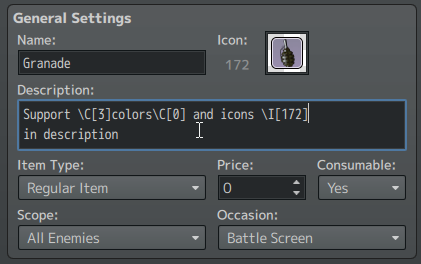 General Settings
Name: Icon:
Granade 172
Description:
Support \C[3]colors\C[0] and icons \I[172]
in description
Item Type: Price: Consumable:
Regular Item 0 Yes
Scope: Occasion:
All Enemies Battle Screen